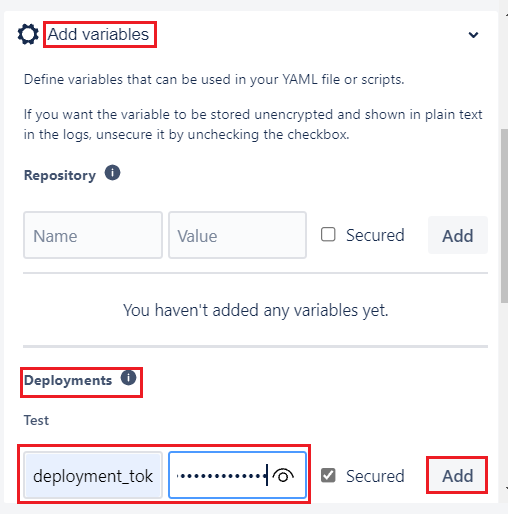 Add variables
Define variables that can be used in your YAML file or scripts.
If you want the variable to be stored unencrypted and shown in plain text
in the logs, unsecure it by unchecking the checkbox.
Repository
Name Value Secured Add
You haven't added any variables yet.
Deployments
Test
deployment_tok Secured Add